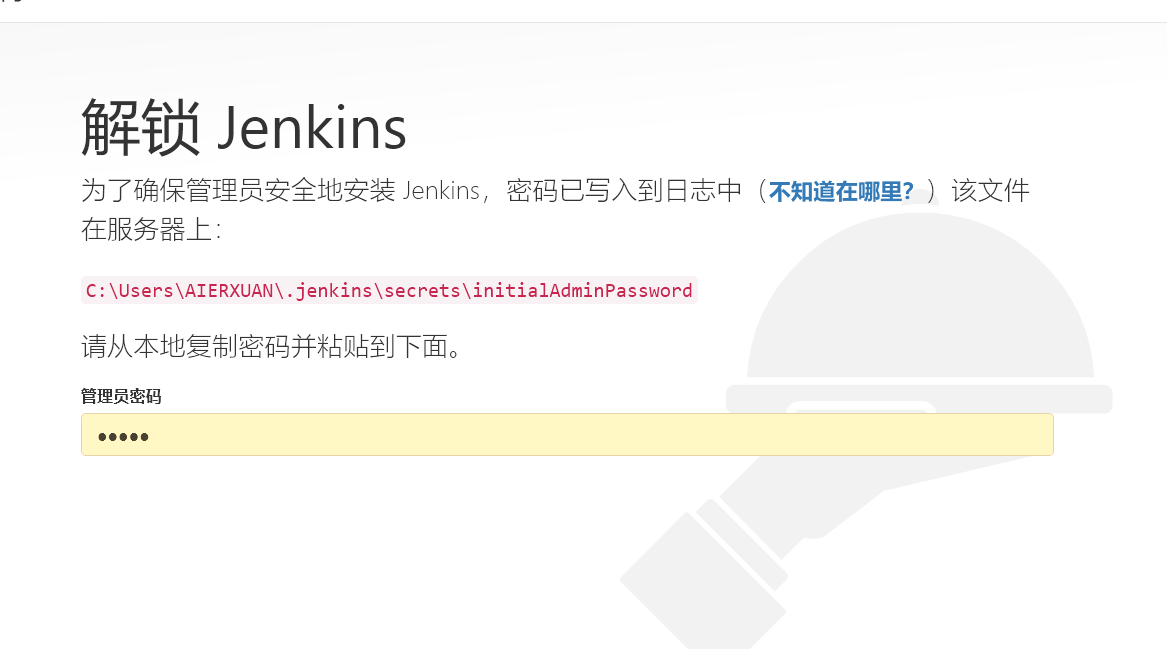 解锁 Jenkins
为了确保管理员安全地安装 Jenkins，密码已写入到日志中（不知道在哪里？）该文件
在服务器上：
C:\Users\AIERXUAN\.jenkins\secrets\initialAdminPassword
请从本地复制密码并粘贴到下面。
管理员密码
•••••